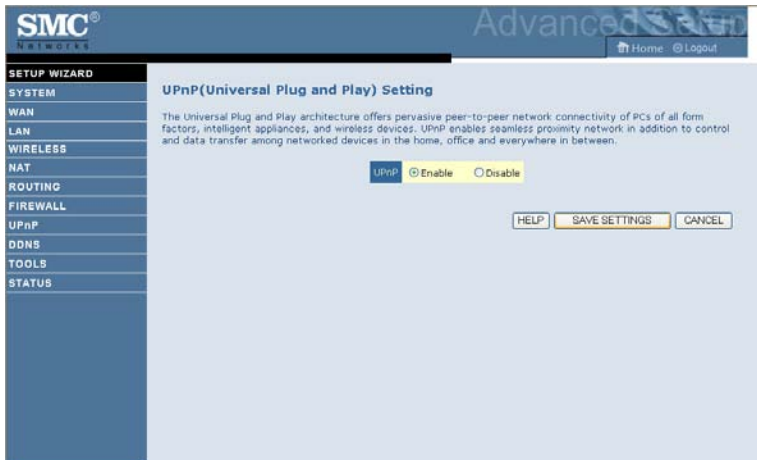 SMC®
Networks
Advanced Setup
Home Logout
SETUP WIZARD
SYSTEM
WAN
LAN
WIRELESS
NAT
ROUTING
FIREWALL
UPnP
DDNS
TOOLS
STATUS
UPnP(Universal Plug and Play) Setting
The Universal Plug and Play architecture offers pervasive peer-to-peer network connectivity of PCs of all form
factors, intelligent appliances, and wireless devices. UPnP enables seamless proximity network in addition to control
and data transfer among networked devices in the home, office and everywhere in between.
UPnP Enable Disable
HELP SAVE SETTINGS CANCEL